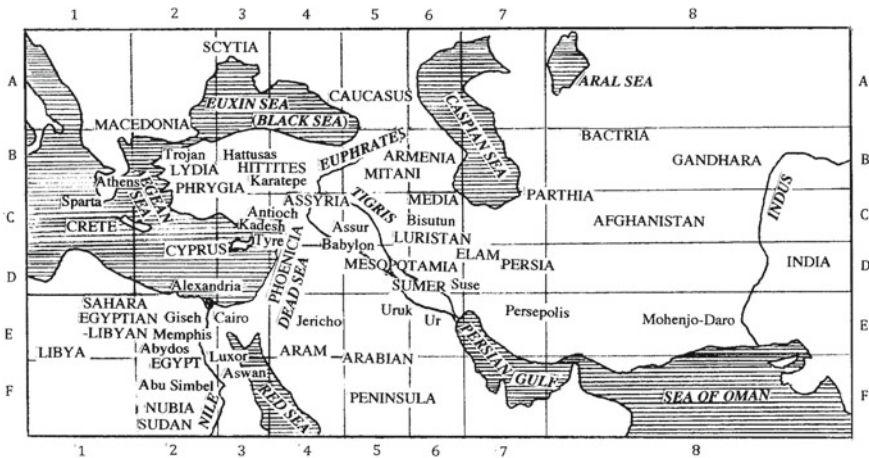 1 2 3 4 5 6 7 8
SCYTIA
A A
CAUCASUS
ARAL SEA
EUXIN SEA
(BLACK SEA)
CASPIAN SEA
MACEDONIA
BACTRIA
EUPHRATES
B Trojan Hattusas ARMENIA GANDHARA B
LYDIA HITTITES MITANI
Athens PHRYGIA Karatepe
AEGEAN
SEA
Sparta ASSYRIA TIGRIS MEDIA PARTHIA INDUS
C Antioch Bisutun AFGHANISTAN C
CRETE Kadesh Assur LURISTAN
CYPRUS Tyre Babylon ELAM
PHOENICIA
D MESOPOTAMIA PERSIA INDIA D
Alexandria DEAD SEA SUMER Suse
SAHARA
EGYPTIAN Giseh Cairo Jericho Uruk Ur Persepolis Mohenjo-Daro
E -LIBYAN Memphis E
LIBYA Abydos Luxor ARAM ARABIAN PERSIAN GULF
EGYPT
Aswan
F Abu Simbel RED SEA PENINSULA SEA OF OMAN F
NUBIA NILE
SUDAN
1 2 3 4 5 6 7 8